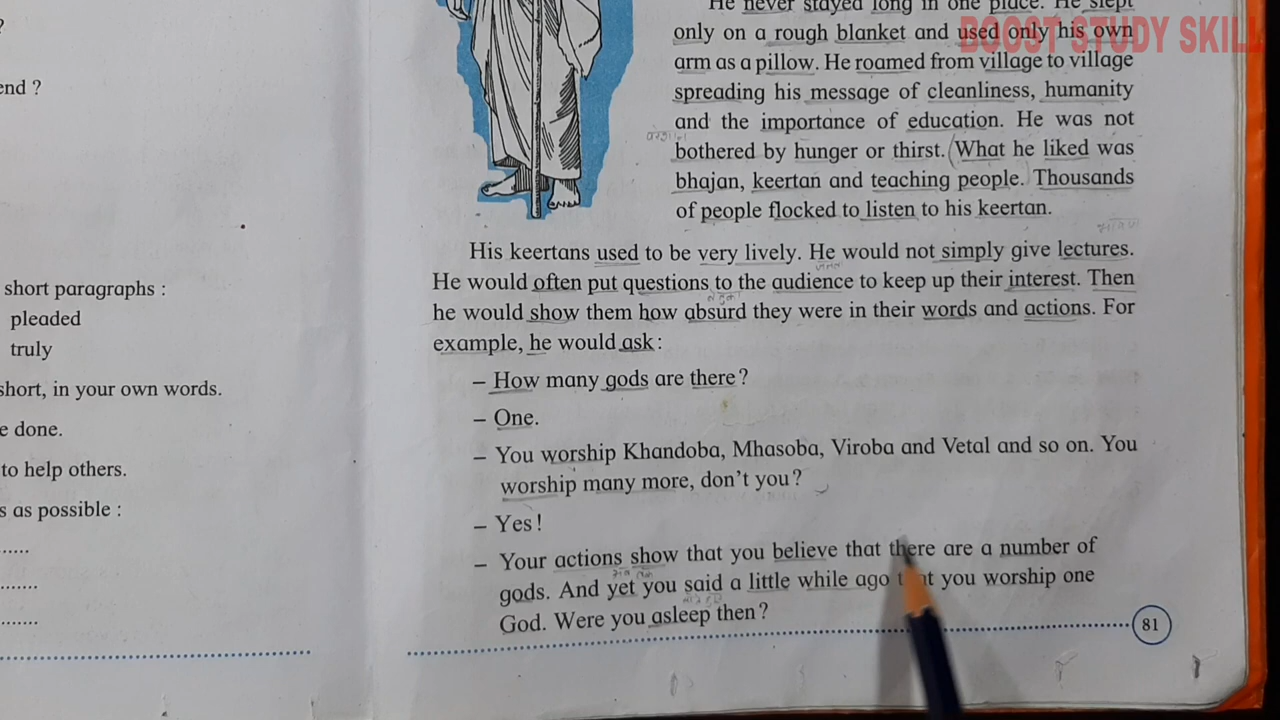 ?
end ?
short paragraphs :
pleaded
truly
short, in your own words.
e done.
to help others.
s as possible :
......
.......
.......
He never stayed long in one place. He slept
only on a rough blanket and used only his own
arm as a pillow. He roamed from village to village
spreading his message of cleanliness, humanity
and the importance of education. He was not
bothered by hunger or thirst. (What he liked was
bhajan, keertan and teaching people. Thousands
of people flocked to listen to his keertan.
His keertans used to be very lively. He would not simply give lectures.
He would often put questions to the audience to keep up their interest. Then
he would show them how absurd they were in their words and actions. For
example, he would ask :
– How many gods are there ?
– One.
– You worship Khandoba, Mhasoba, Viroba and Vetal and so on. You
worship many more, don't you ?
– Yes !
– Your actions show that you believe that there are a number of
gods. And yet you said a little while ago that you worship one
God. Were you asleep then ?
81
BOOST STUDY SKILL